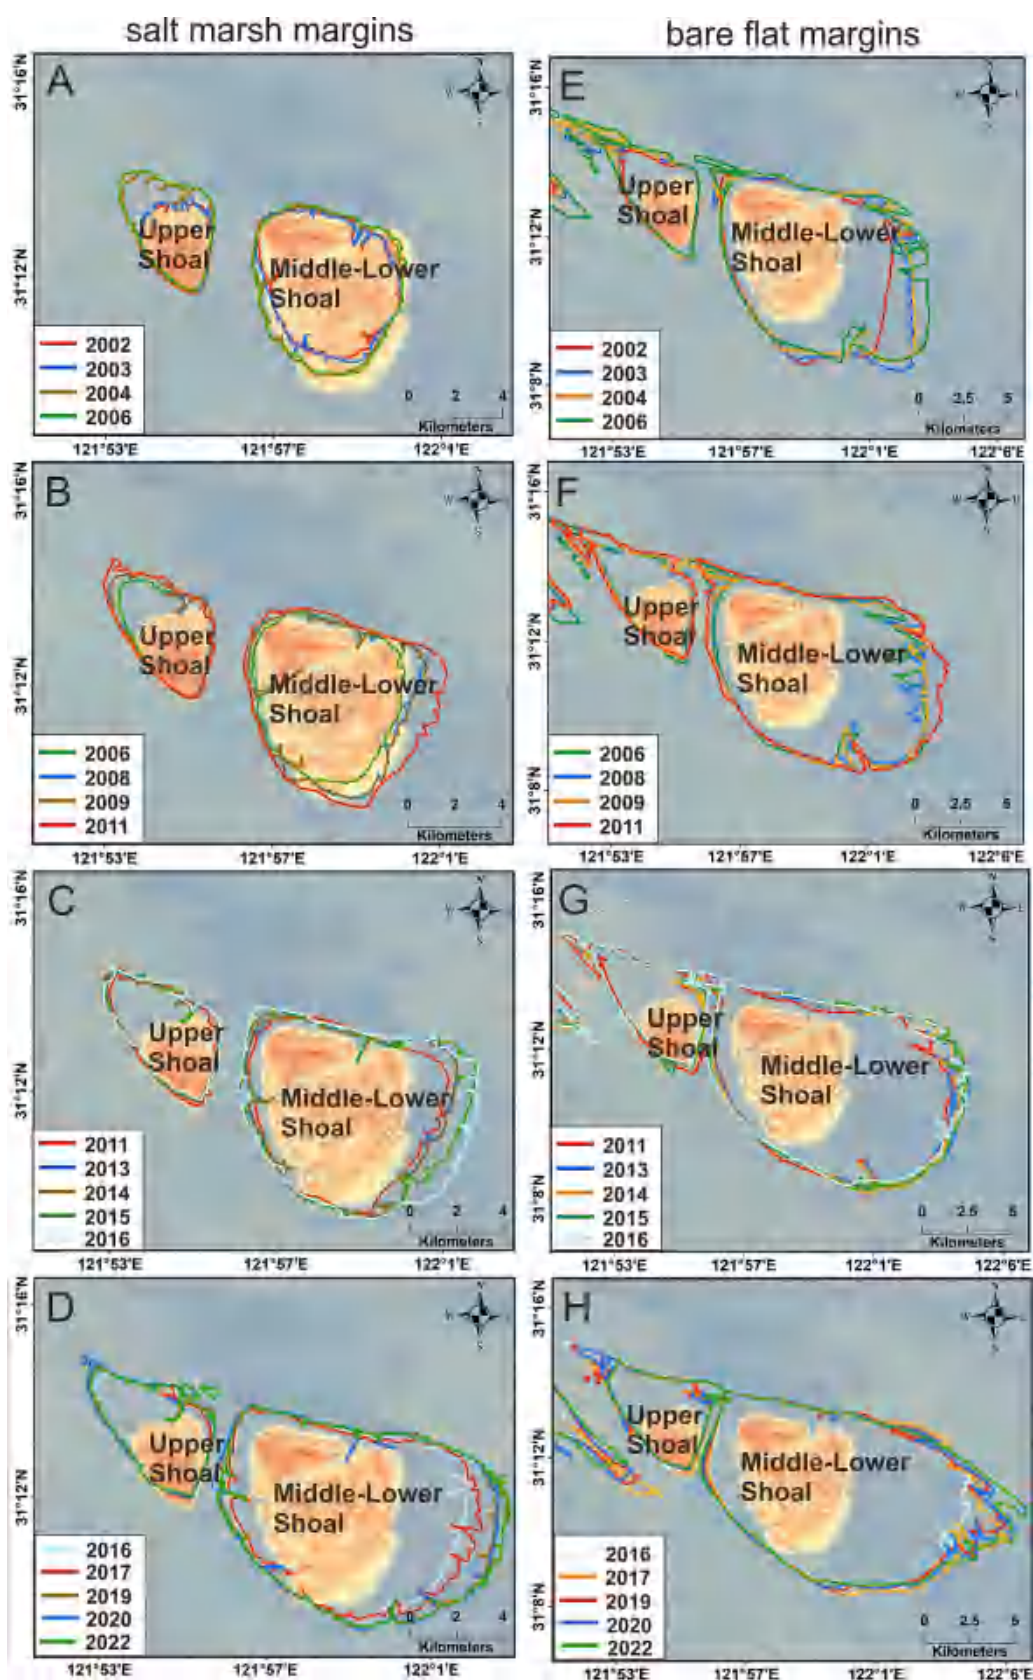 salt marsh margins
bare flat margins
A
31°16'N
31°12'N
Upper
Shoal
Middle-Lower
Shoal
2002
2003
2004
2006
0 2 4
Kilometers
121°53'E 121°57'E 122°1'E
E
31°16'N
31°12'N
31°8'N
Upper
Shoal
Middle-Lower
Shoal
2002
2003
2004
2006
0 2.5 5
Kilometers
121°53'E 121°57'E 122°1'E 122°6'E
B
31°16'N
31°12'N
Upper
Shoal
Middle-Lower
Shoal
2006
2008
2009
2011
0 2 4
Kilometers
121°53'E 121°57'E 122°1'E
F
31°16'N
31°12'N
31°8'N
Upper
Shoal
Middle-Lower
Shoal
2006
2008
2009
2011
0 2.5 5
Kilometers
121°53'E 121°57'E 122°1'E 122°6'E
C
31°16'N
31°12'N
Upper
Shoal
Middle-Lower
Shoal
2011
2013
2014
2015
2016
0 2 4
Kilometers
121°53'E 121°57'E 122°1'E
G
31°16'N
31°12'N
31°8'N
Upper
Shoal
Middle-Lower
Shoal
2011
2013
2014
2015
2016
0 2.5 5
Kilometers
121°53'E 121°57'E 122°1'E 122°6'E
D
31°16'N
31°12'N
Upper
Shoal
Middle-Lower
Shoal
2016
2017
2019
2020
2022
0 2 4
Kilometers
121°53'E 121°57'E 122°1'E
H
31°16'N
31°12'N
31°8'N
Upper
Shoal
Middle-Lower
Shoal
2016
2017
2019
2020
2022
0 2.5 5
Kilometers
121°53'E 121°57'E 122°1'E 122°6'E